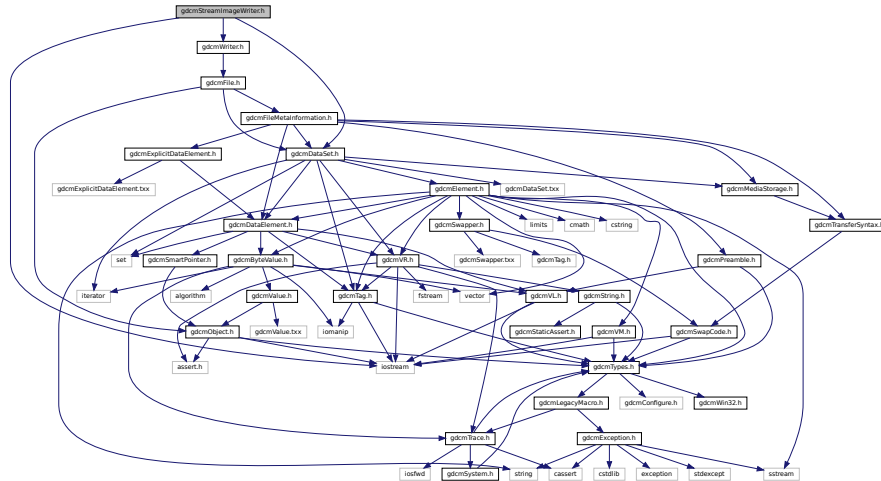 gdcmStreamImageWriter.h
gdcmWriter.h
gdcmFile.h
gdcmFileMetaInformation.h
gdcmExplicitDataElement.h
gdcmDataSet.h
gdcmExplicitDataElement.txx
gdcmElement.h
gdcmDataSet.txx
gdcmMediaStorage.h
gdcmDataElement.h
gdcmSwapper.h
limits
cmath
cstring
gdcmTransferSyntax.h
set
gdcmSmartPointer.h
gdcmByteValue.h
gdcmVR.h
gdcmSwapper.txx
gdcmTag.h
gdcmPreamble.h
iterator
algorithm
gdcmValue.h
gdcmTag.h
fstream
vector
gdcmVL.h
gdcmString.h
gdcmObject.h
gdcmValue.txx
iomanip
gdcmStaticAssert.h
gdcmVM.h
gdcmSwapCode.h
assert.h
iostream
gdcmTypes.h
gdcmLegacyMacro.h
gdcmConfigure.h
gdcmWin32.h
gdcmTrace.h
gdcmException.h
iosfwd
gdcmSystem.h
string
cassert
cstdlib
exception
stdexcept
sstream